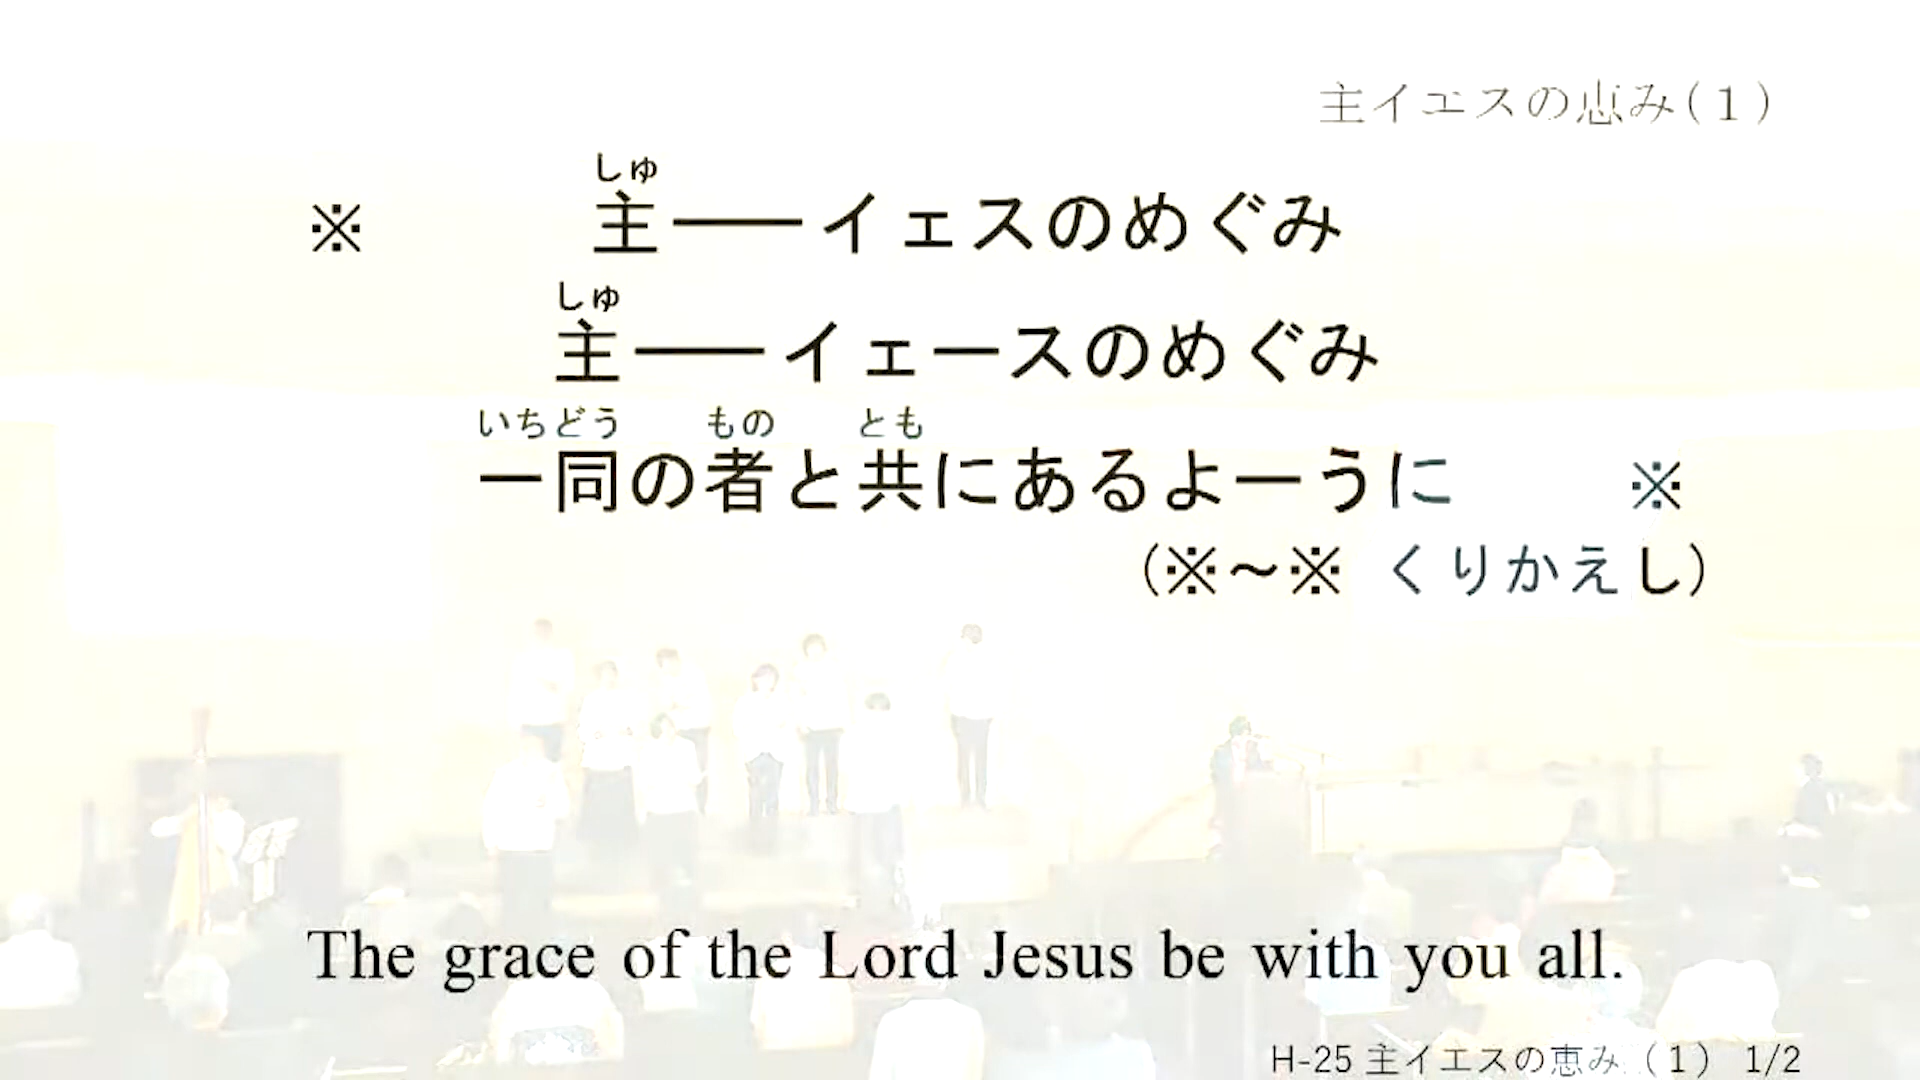 主イエスの恵み(１)
しゅ
※ 主――イェスのめぐみ
しゅ
主――イェースのめぐみ
いちどう もの とも
一同の者と共にあるよーうに ※
(※～※ くりかえし)
The grace of the Lord Jesus be with you all.
H-25 主イエスの恵み（１） 1/2